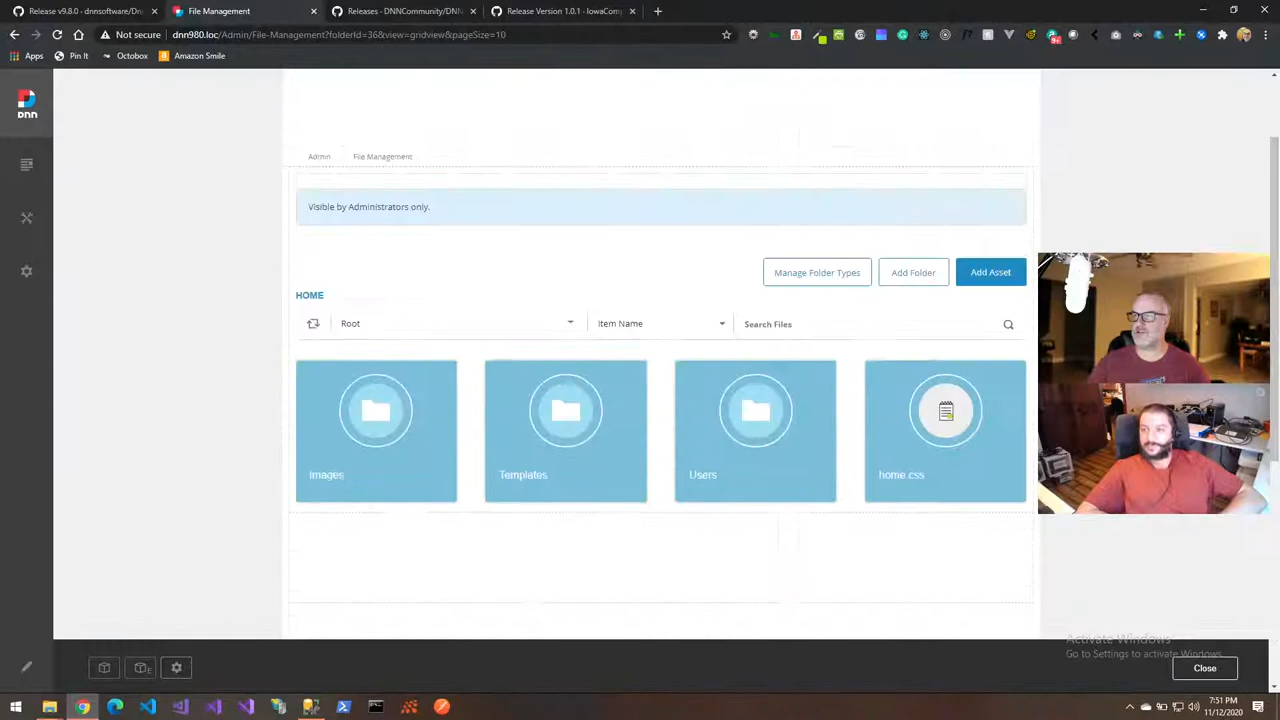 Release v9.8.0 - dnnsoftware/Dn
File Management
Releases - DNNCommunity/DNN
Release Version 1.0.1 - IowaCom
Not secure
dnn980.loc/Admin/File-Management?folderId=36&view=gridview&pageSize=10
Apps
Pin It
Octobox
Amazon Smile
DNN
Admin
File Management
Visible by Administrators only.
Manage Folder Types
Add Folder
Add Asset
HOME
Root
Item Name
Search Files
Images
Templates
Users
home.css
Activate Windows
Go to Settings to activate Windows.
Close
7:51 PM
11/12/2020